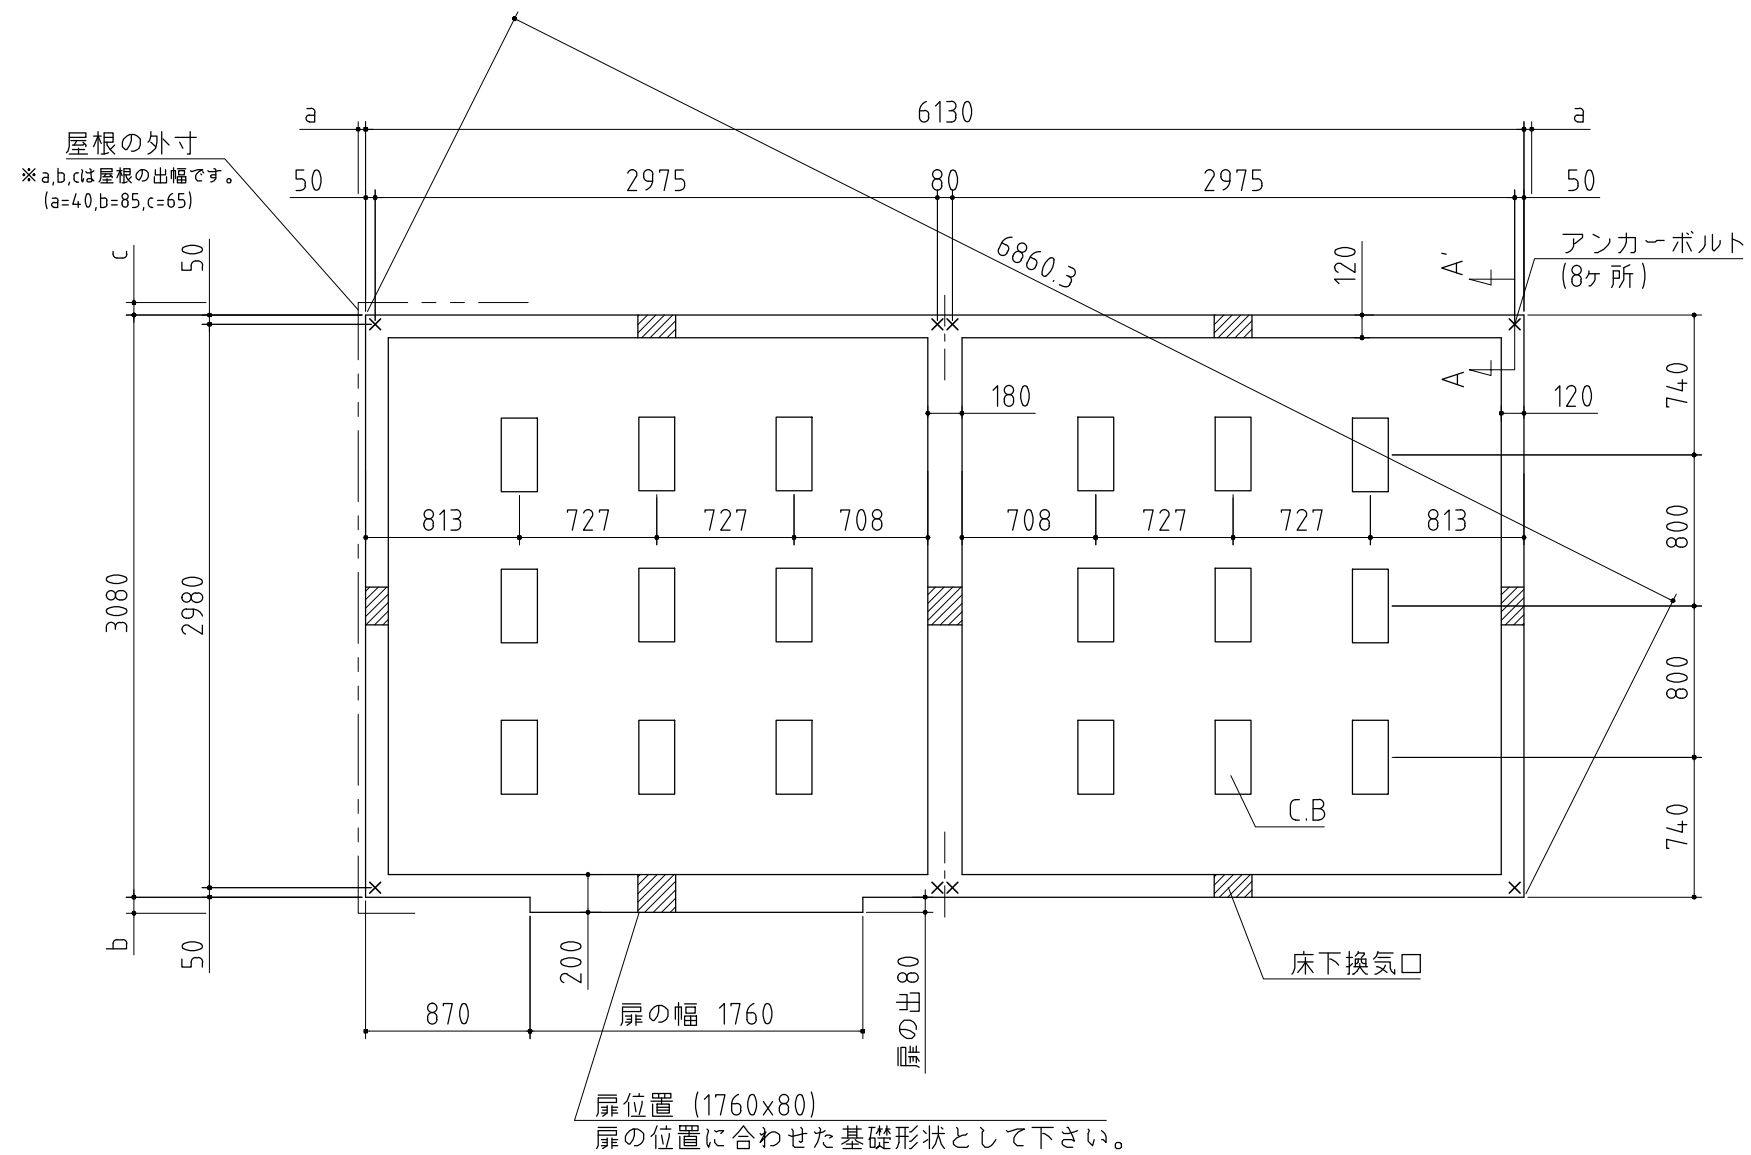 a
6130
a
屋根の外寸
※a,b,cは屋根の出幅です。
(a=40,b=85,c=65)
50
2975
80
2975
50
c
50
6860.3
120
A'
アンカーボルト
(8ヶ所)
A
180
120
740
813
727
727
708
708
727
727
813
800
3080
2980
800
C.B
740
b
50
200
扉の出80
床下換気口
870
扉の幅 1760
扉位置 (1760x80)
扉の位置に合わせた基礎形状として下さい。